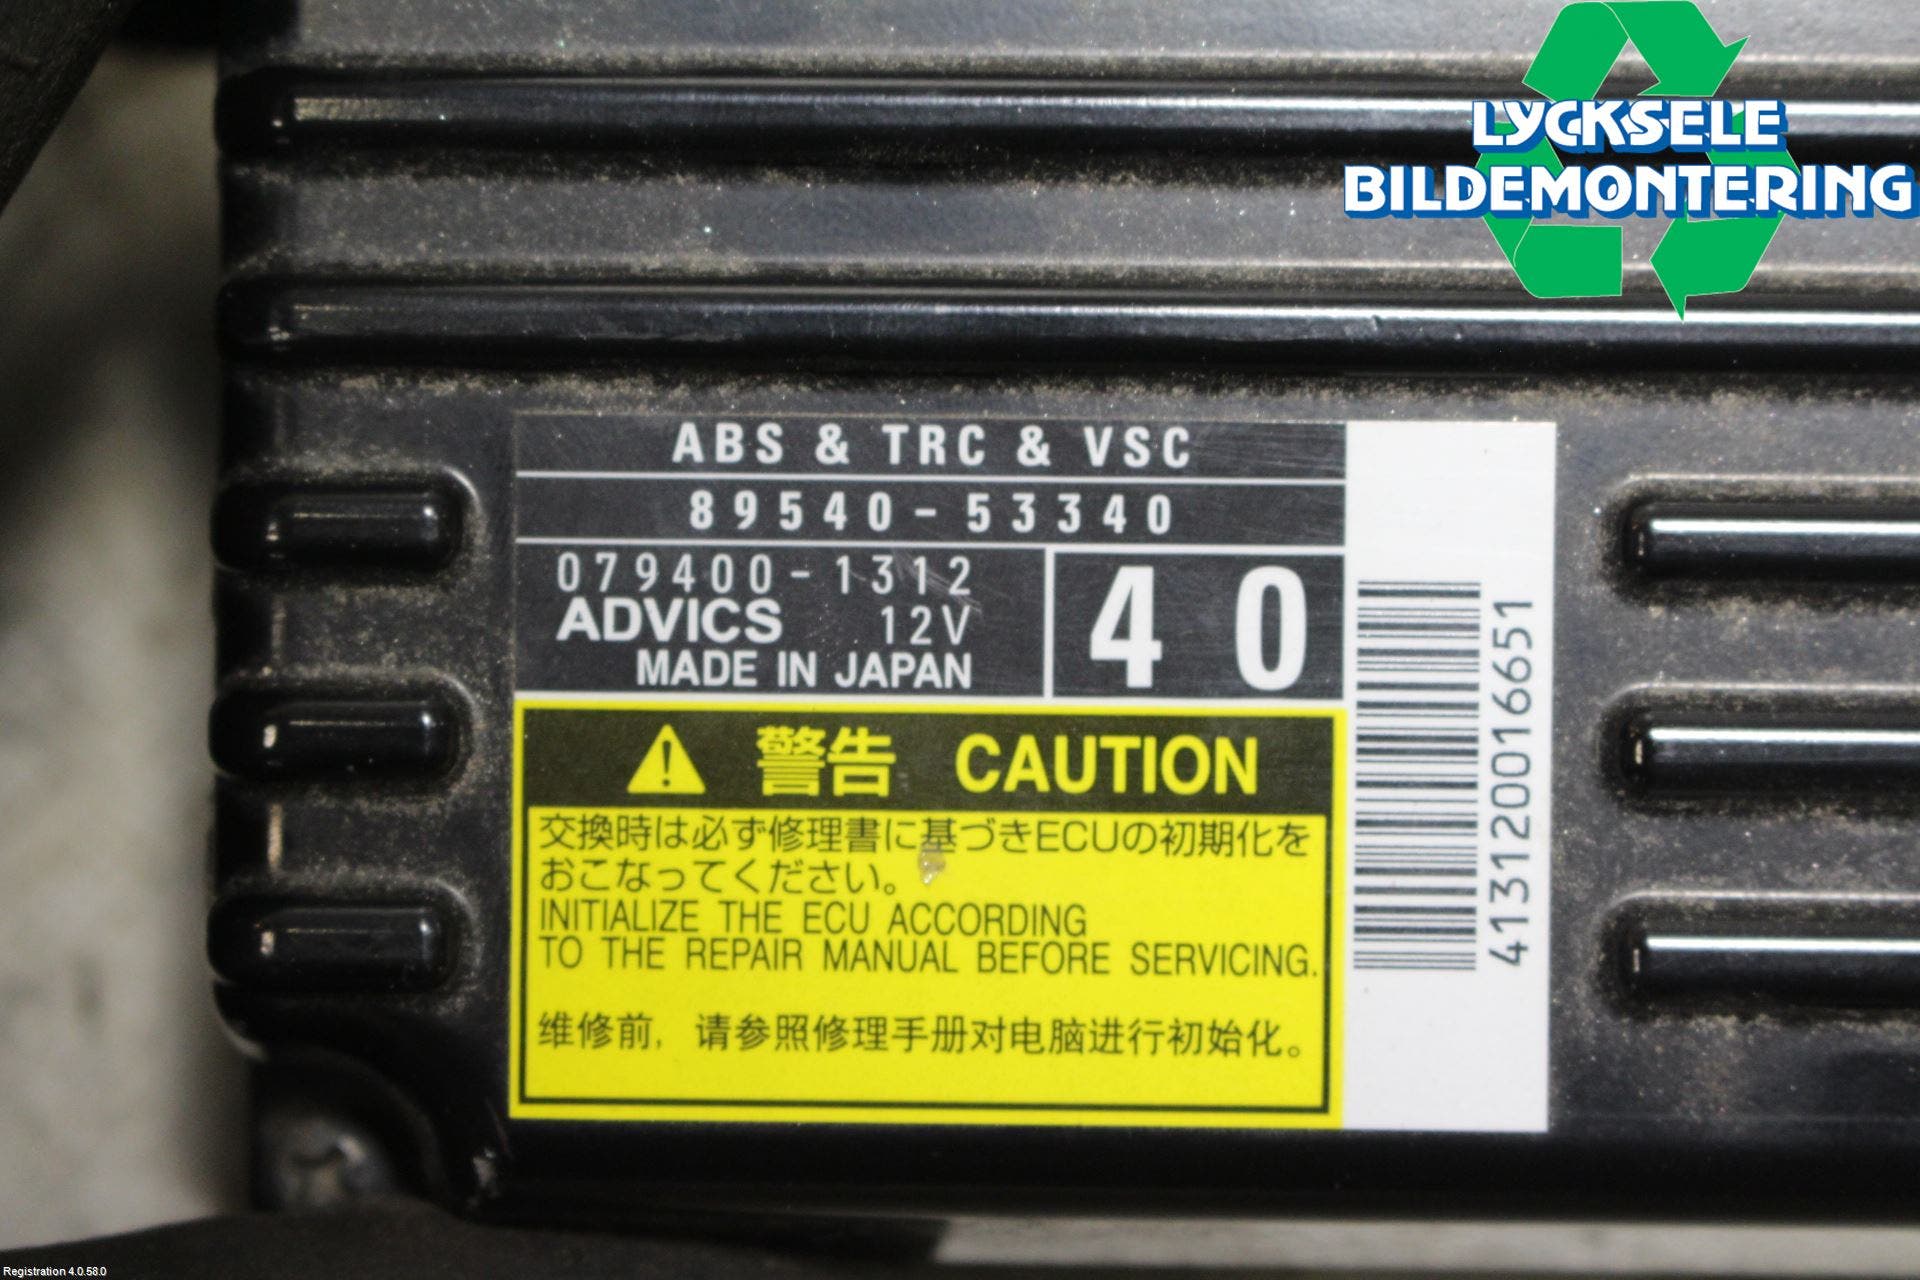 LYCKSELE
BILDEMONTERING
ABS & TRC & VSC
89540-53340
079400-1312
ADVICS 12V
MADE IN JAPAN
40
413120016651
警告 CAUTION
交換時は必ず修理書に基づきECUの初期化を
おこなってください。
INITIALIZE THE ECU ACCORDING
TO THE REPAIR MANUAL BEFORE SERVICING.
维修前，请参照修理手册对电脑进行初始化。
Registration 4.0.58.0